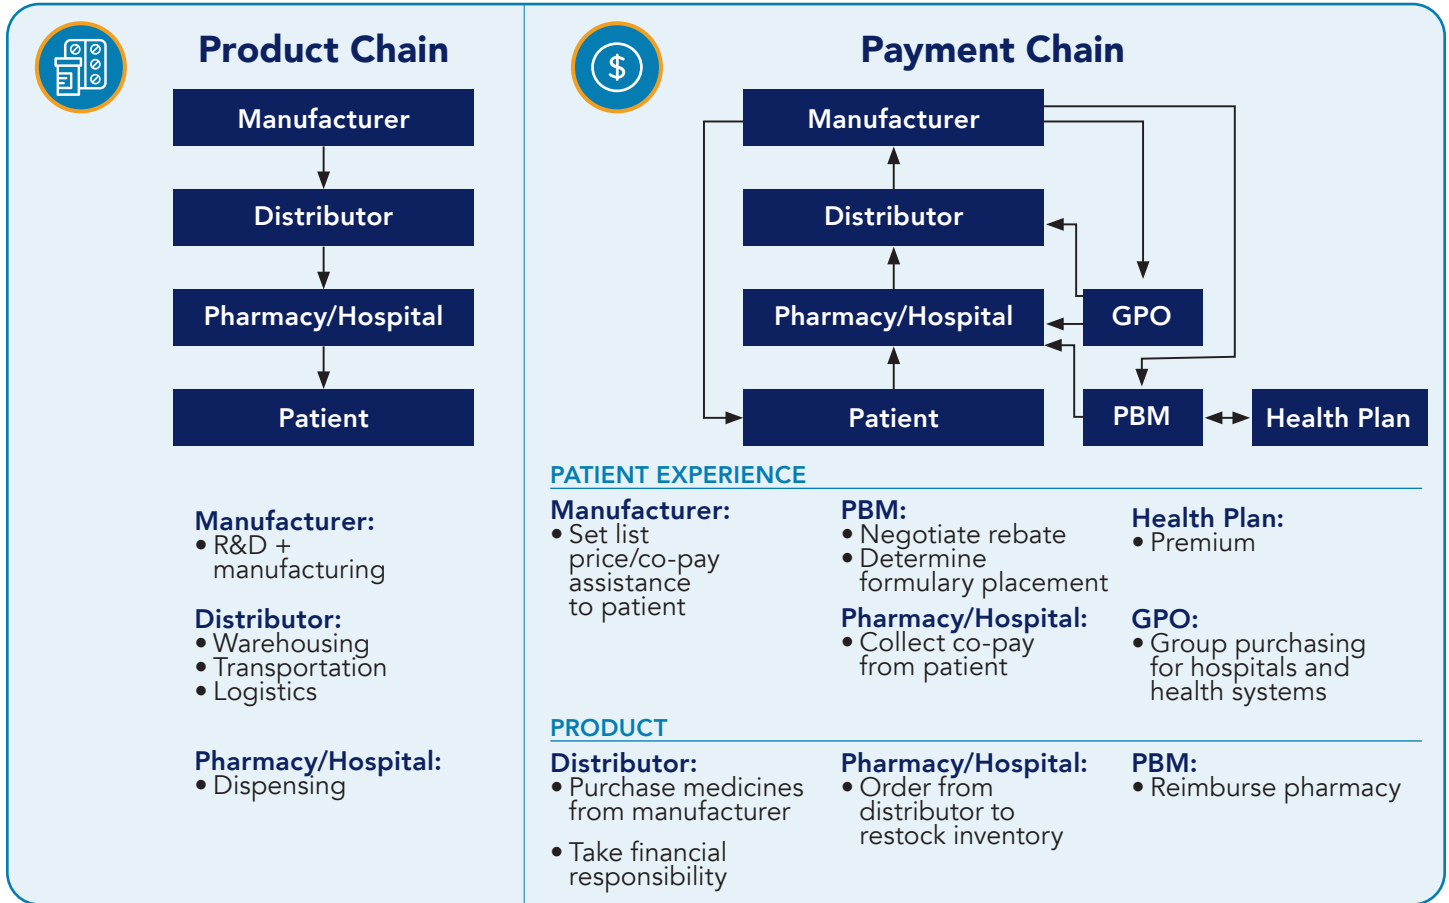 Product Chain
Manufacturer
Distributor
Pharmacy/Hospital
Patient
Manufacturer:
• R&D +
manufacturing
Distributor:
• Warehousing
• Transportation
• Logistics
Pharmacy/Hospital:
• Dispensing
$
Payment Chain
Manufacturer
Distributor
Pharmacy/Hospital
GPO
Patient
PBM
Health Plan
PATIENT EXPERIENCE
Manufacturer:
• Set list
price/co-pay
assistance
to patient
PBM:
• Negotiate rebate
• Determine
formulary placement
Health Plan:
• Premium
Pharmacy/Hospital:
• Collect co-pay
from patient
GPO:
• Group purchasing
for hospitals and
health systems
PRODUCT
Distributor:
• Purchase medicines
from manufacturer
• Take financial
responsibility
Pharmacy/Hospital:
• Order from
distributor to
restock inventory
PBM:
• Reimburse pharmacy